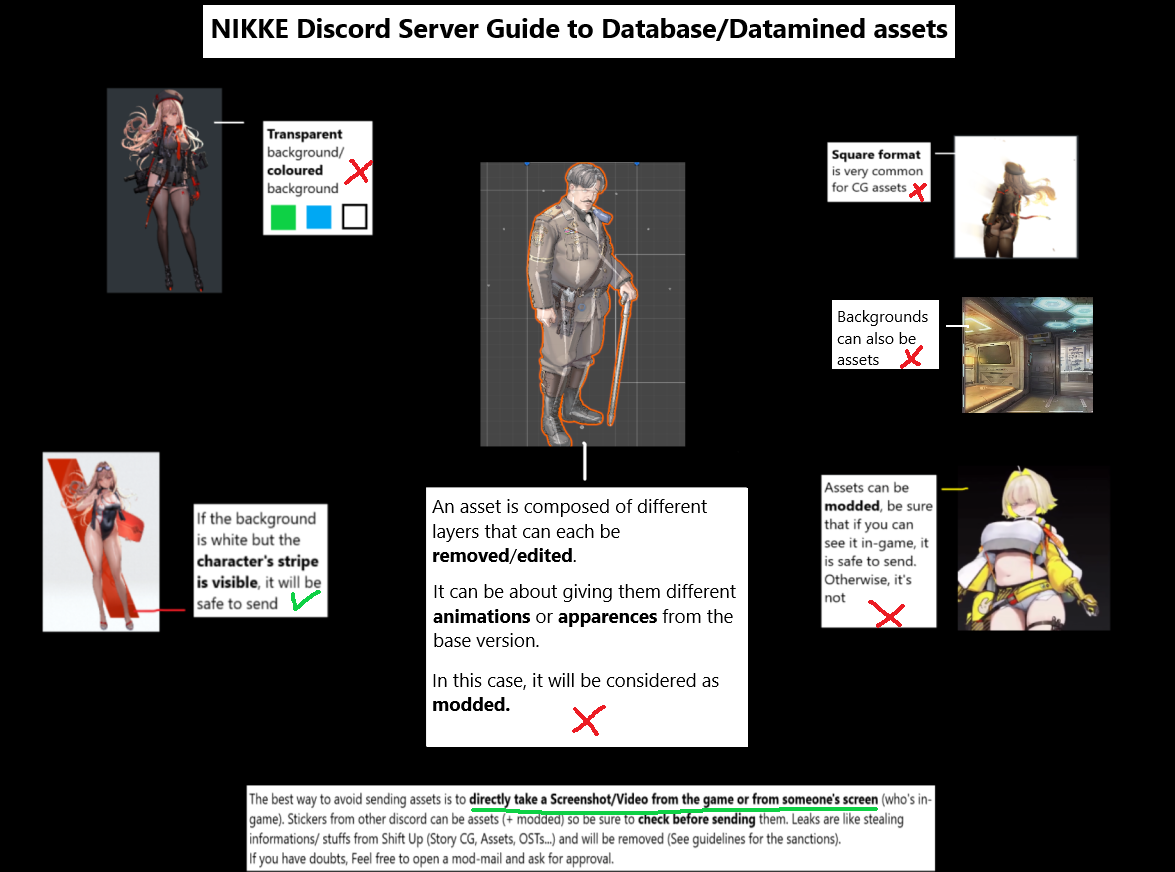 NIKKE Discord Server Guide to Database/Datamined assets
Transparent
background/
coloured
background
Square format
is very common
for CG assets
Backgrounds
can also be
assets
If the background
is white but the
character's stripe
is visible, it will be
safe to send
An asset is composed of different
layers that can each be
removed/edited.
It can be about giving them different
animations or apparences from the
base version.
In this case, it will be considered as
modded.
Assets can be
modded, be sure
that if you can
see it in-game, it
is safe to send.
Otherwise, it's
not
The best way to avoid sending assets is to directly take a Screenshot/Video from the game or from someone's screen (who's in-
game). Stickers from other discord can be assets (+ modded) so be sure to check before sending them. Leaks are like stealing
informations/ stuffs from Shift Up (Story CG, Assets, OSTs...) and will be removed (See guidelines for the sanctions).
If you have doubts, Feel free to open a mod-mail and ask for approval.